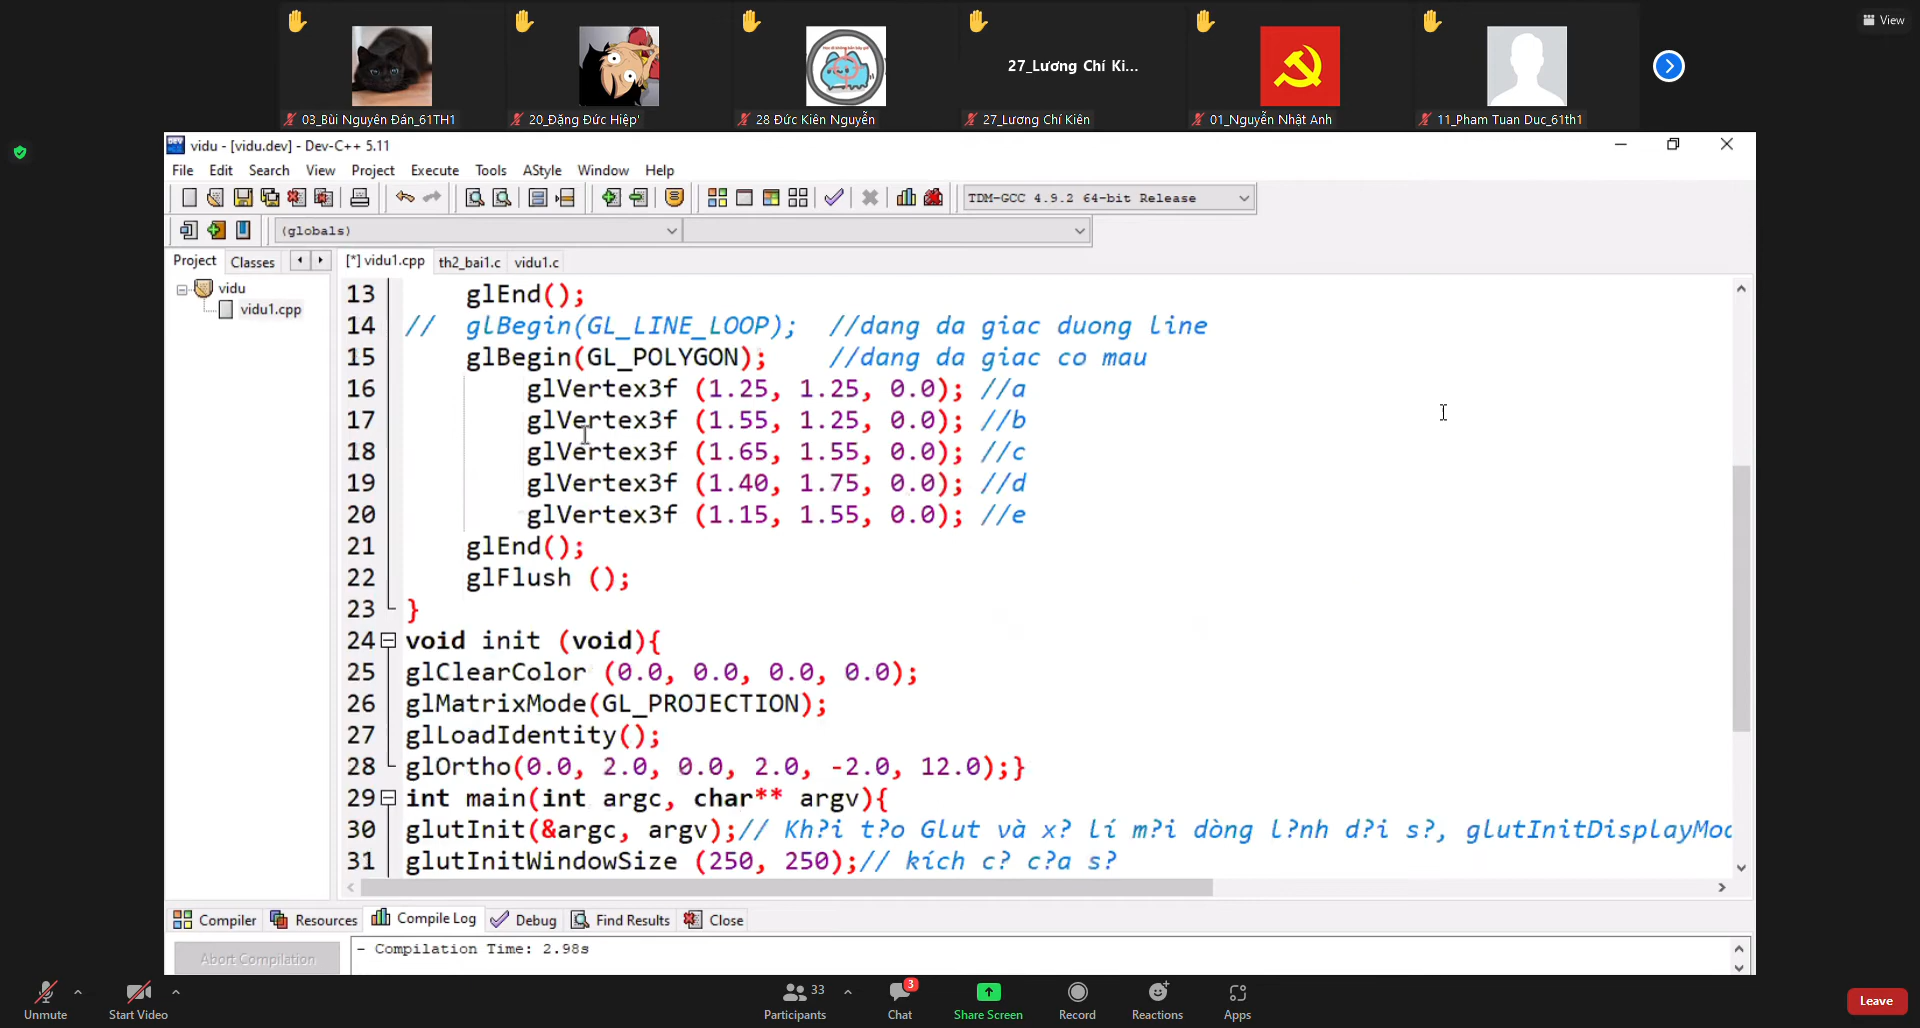 View
27_Lương Chí Ki...
03_Bùi Nguyên Đán_61TH1
20_Đặng Đức Hiệp'
28 Đức Kiên Nguyễn
27_Lương Chí Kiên
01_Nguyễn Nhật Anh
11_Pham Tuan Duc_61th1
vidu - [vidu.dev] - Dev-C++ 5.11
File Edit Search View Project Execute Tools AStyle Window Help
TDM-GCC 4.9.2 64-bit Release
(globals)
Project Classes
[*] vidu1.cpp th2_bai1.c vidu1.c
vidu
vidu1.cpp
13 glEnd();
14 // glBegin(GL_LINE_LOOP); //dang da giac duong line
15 glBegin(GL_POLYGON); //dang da giac co mau
16 glVertex3f (1.25, 1.25, 0.0); //a
17 glVertex3f (1.55, 1.25, 0.0); //b
18 glVertex3f (1.65, 1.55, 0.0); //c
19 glVertex3f (1.40, 1.75, 0.0); //d
20 glVertex3f (1.15, 1.55, 0.0); //e
21 glEnd();
22 glFlush ();
23 }
24 void init (void){
25 glClearColor (0.0, 0.0, 0.0, 0.0);
26 glMatrixMode(GL_PROJECTION);
27 glLoadIdentity();
28 glOrtho(0.0, 2.0, 0.0, 2.0, -2.0, 12.0);}
29 int main(int argc, char** argv){
30 glutInit(&argc, argv);// Kh?i t?o Glut và x? lí m?i dòng l?nh d?i s?, glutInitDisplayMod
31 glutInitWindowSize (250, 250);// kích c? c?a s?
Compiler Resources Compile Log Debug Find Results Close
Abort Compilation
- Compilation Time: 2.98s
Unmute
Start Video
33
Participants
3
Chat
Share Screen
Record
Reactions
Apps
Leave